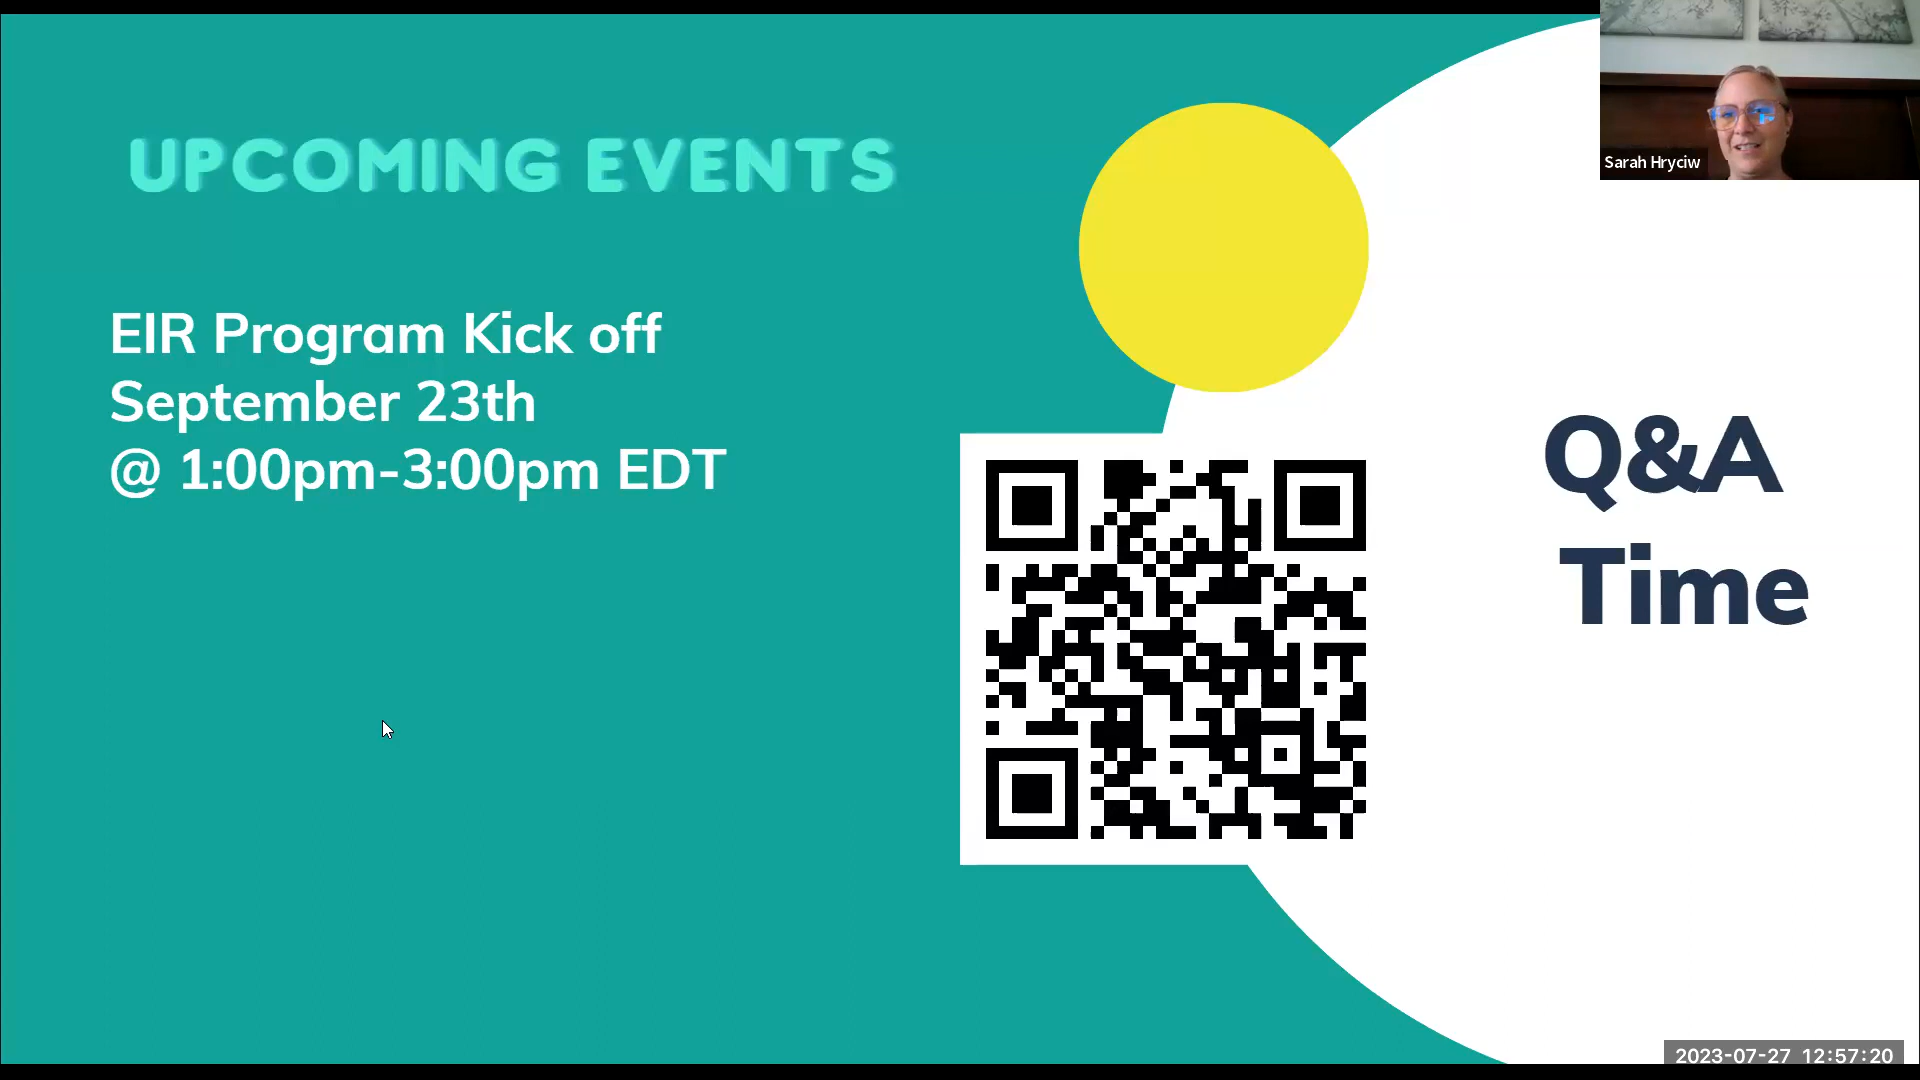 UPCOMING EVENTS
EIR Program Kick off
September 23th
@ 1:00pm-3:00pm EDT
Q&A
Time
Sarah Hryciw
2023-07-27 12:57:20